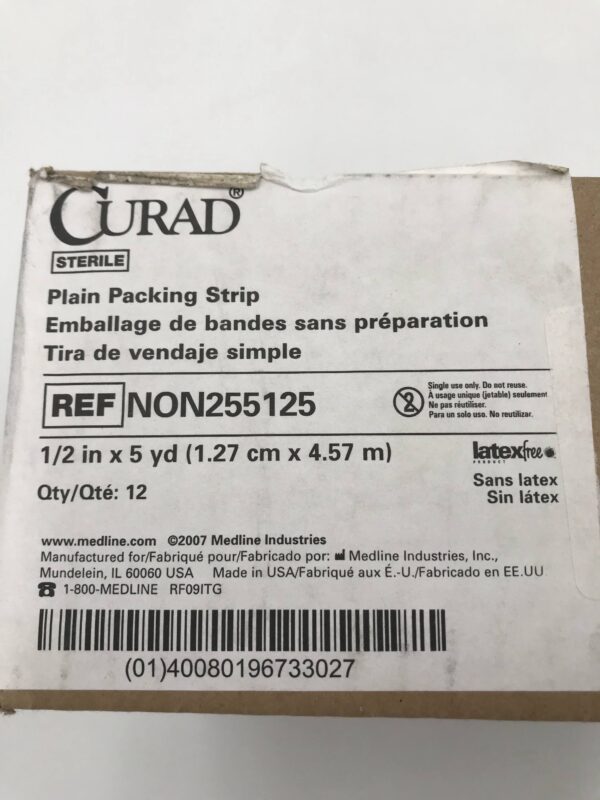 CURAD®
STERILE
Plain Packing Strip
Emballage de bandes sans préparation
Tira de vendaje simple
REF NON255125
2
Single use only. Do not reuse.
À usage unique (jetable) seulement
Ne pas réutiliser.
Para un solo uso. No reutilizar.
1/2 in x 5 yd (1.27 cm x 4.57 m)
latexfree
PRODUCT
Sans latex
Sin látex
Qty/Qté: 12
www.medline.com ©2007 Medline Industries
Manufactured for/Fabriqué pour/Fabricado por: Medline Industries, Inc.,
Mundelein, IL 60060 USA Made in USA/Fabriqué aux É.-U./Fabricado en EE.UU
1-800-MEDLINE RF09ITG
(01)40080196733027